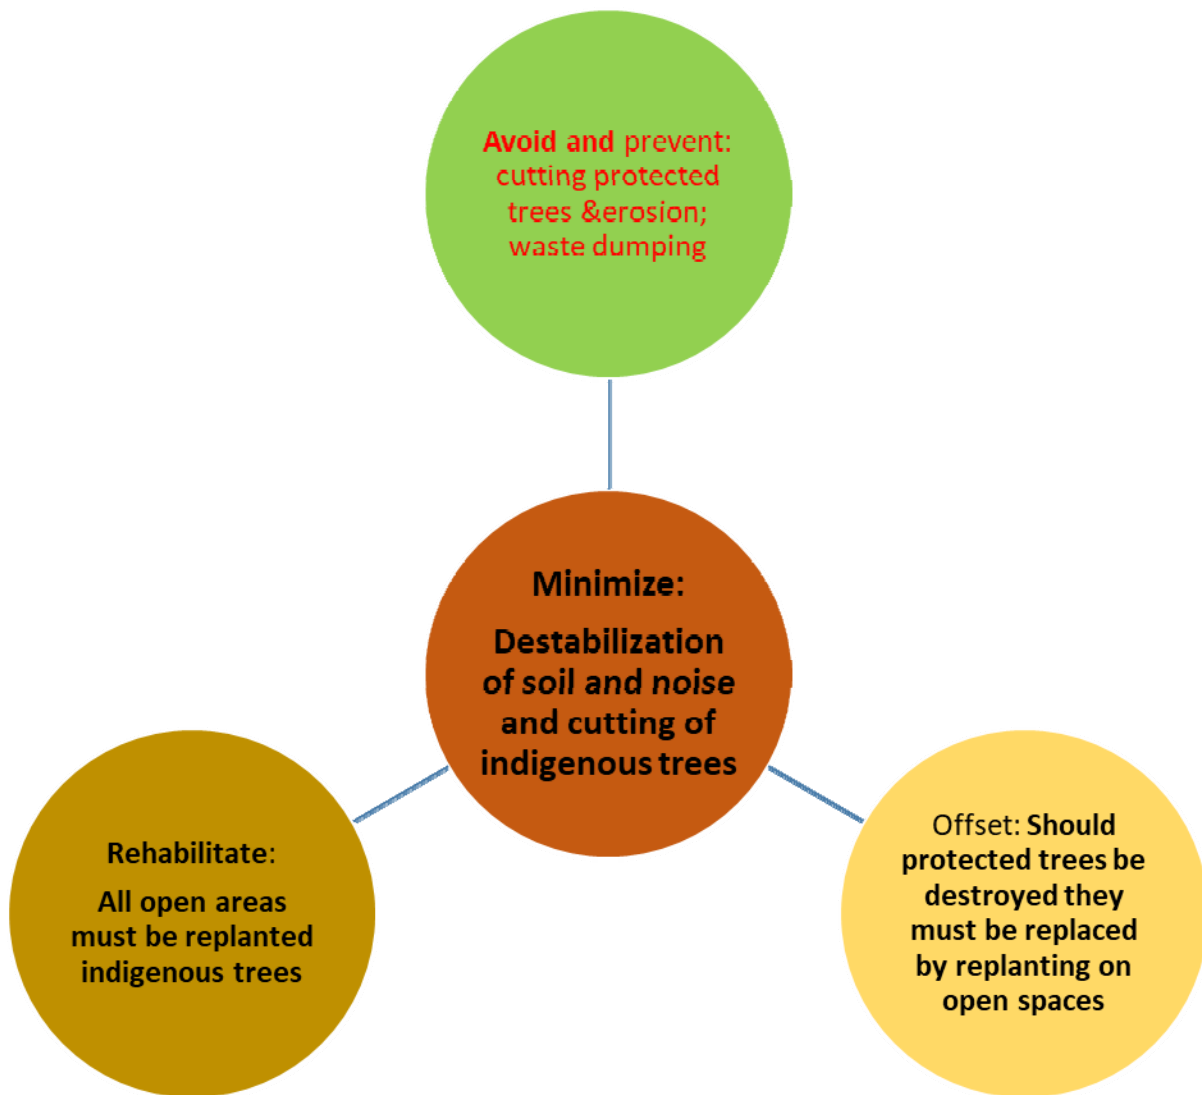 Avoid and prevent:
cutting protected
trees &erosion;
waste dumping
Minimize:
Destabilization
of soil and noise
and cutting of
indigenous trees
Rehabilitate:
All open areas
must be replanted
indigenous trees
Offset: Should
protected trees be
destroyed they
must be replaced
by replanting on
open spaces